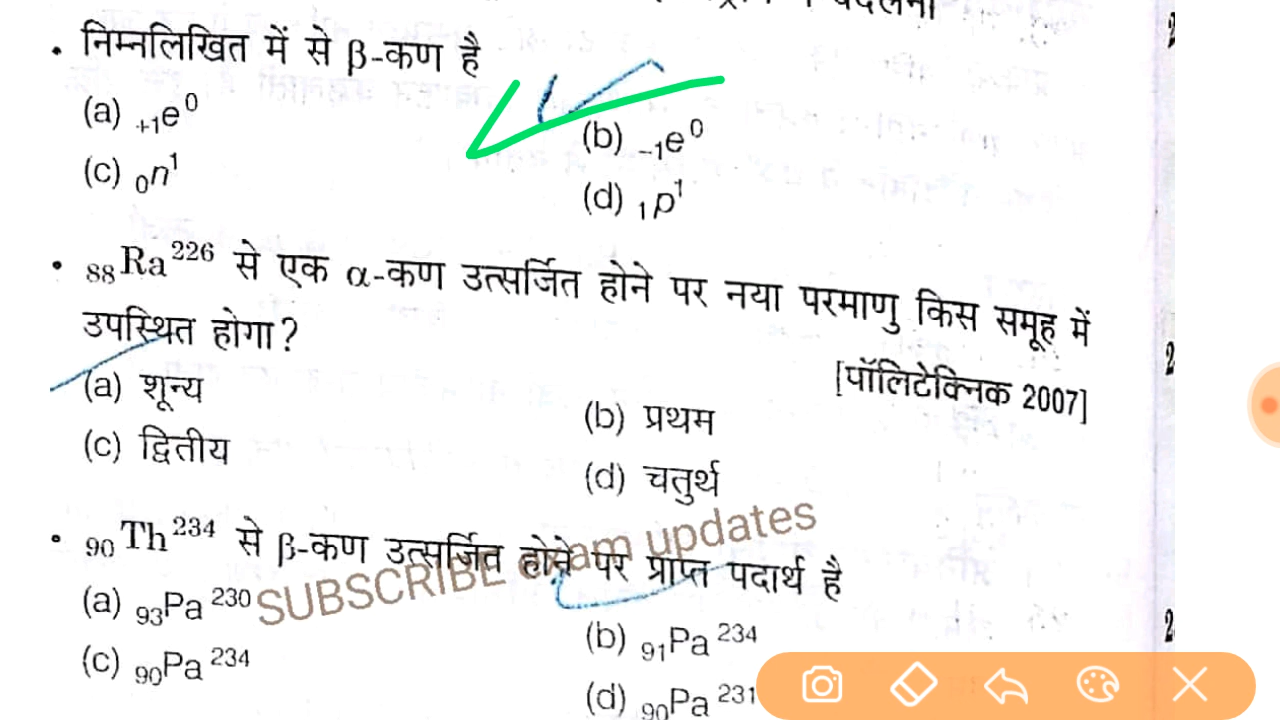 निम्नलिखित में से β-कण है
(a) ₊₁e⁰
(b) ₋₁e⁰
(c) ₀n¹
(d) ₁p¹
₈₈Ra²²⁶ से एक α-कण उत्सर्जित होने पर नया परमाणु किस समूह में
उपस्थित होगा?
[पॉलिटेक्निक 2007]
(a) शून्य
(b) प्रथम
(c) द्वितीय
(d) चतुर्थ
₉₀Th²³⁴ से β-कण उत्सर्जित होने पर प्राप्त पदार्थ है
SUBSCRIBE exam updates
(a) ₉₃Pa²³⁰
(b) ₉₁Pa²³⁴
(c) ₉₀Pa²³⁴
(d) ₉₀Pa²³¹